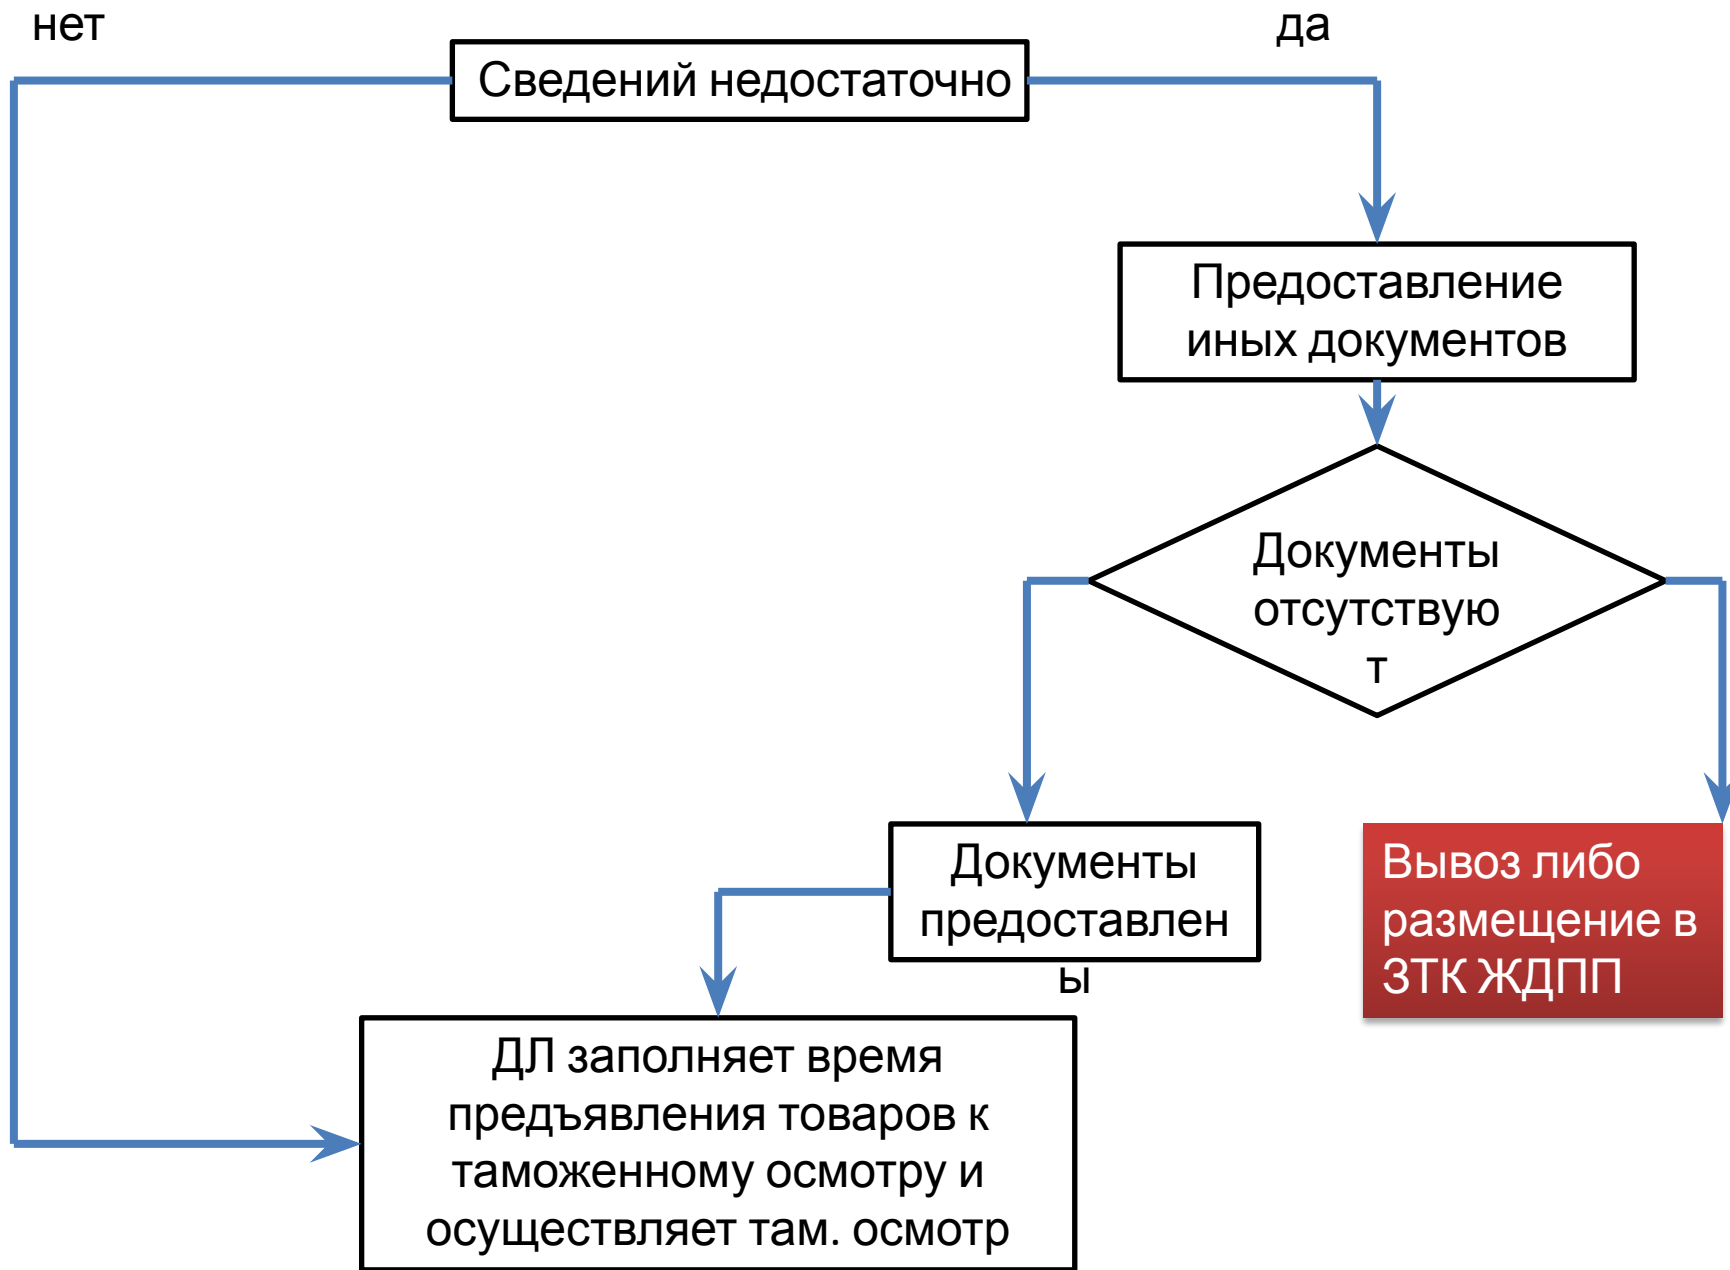 нет
да
Сведений недостаточно
Предоставление
иных документов
Документы
отсутствую
т
Документы
предоставлен
ы
Вывоз либо
размещение в
ЗТК ЖДПП
ДЛ заполняет время
предъявления товаров к
таможенному осмотру и
осуществляет там. осмотр